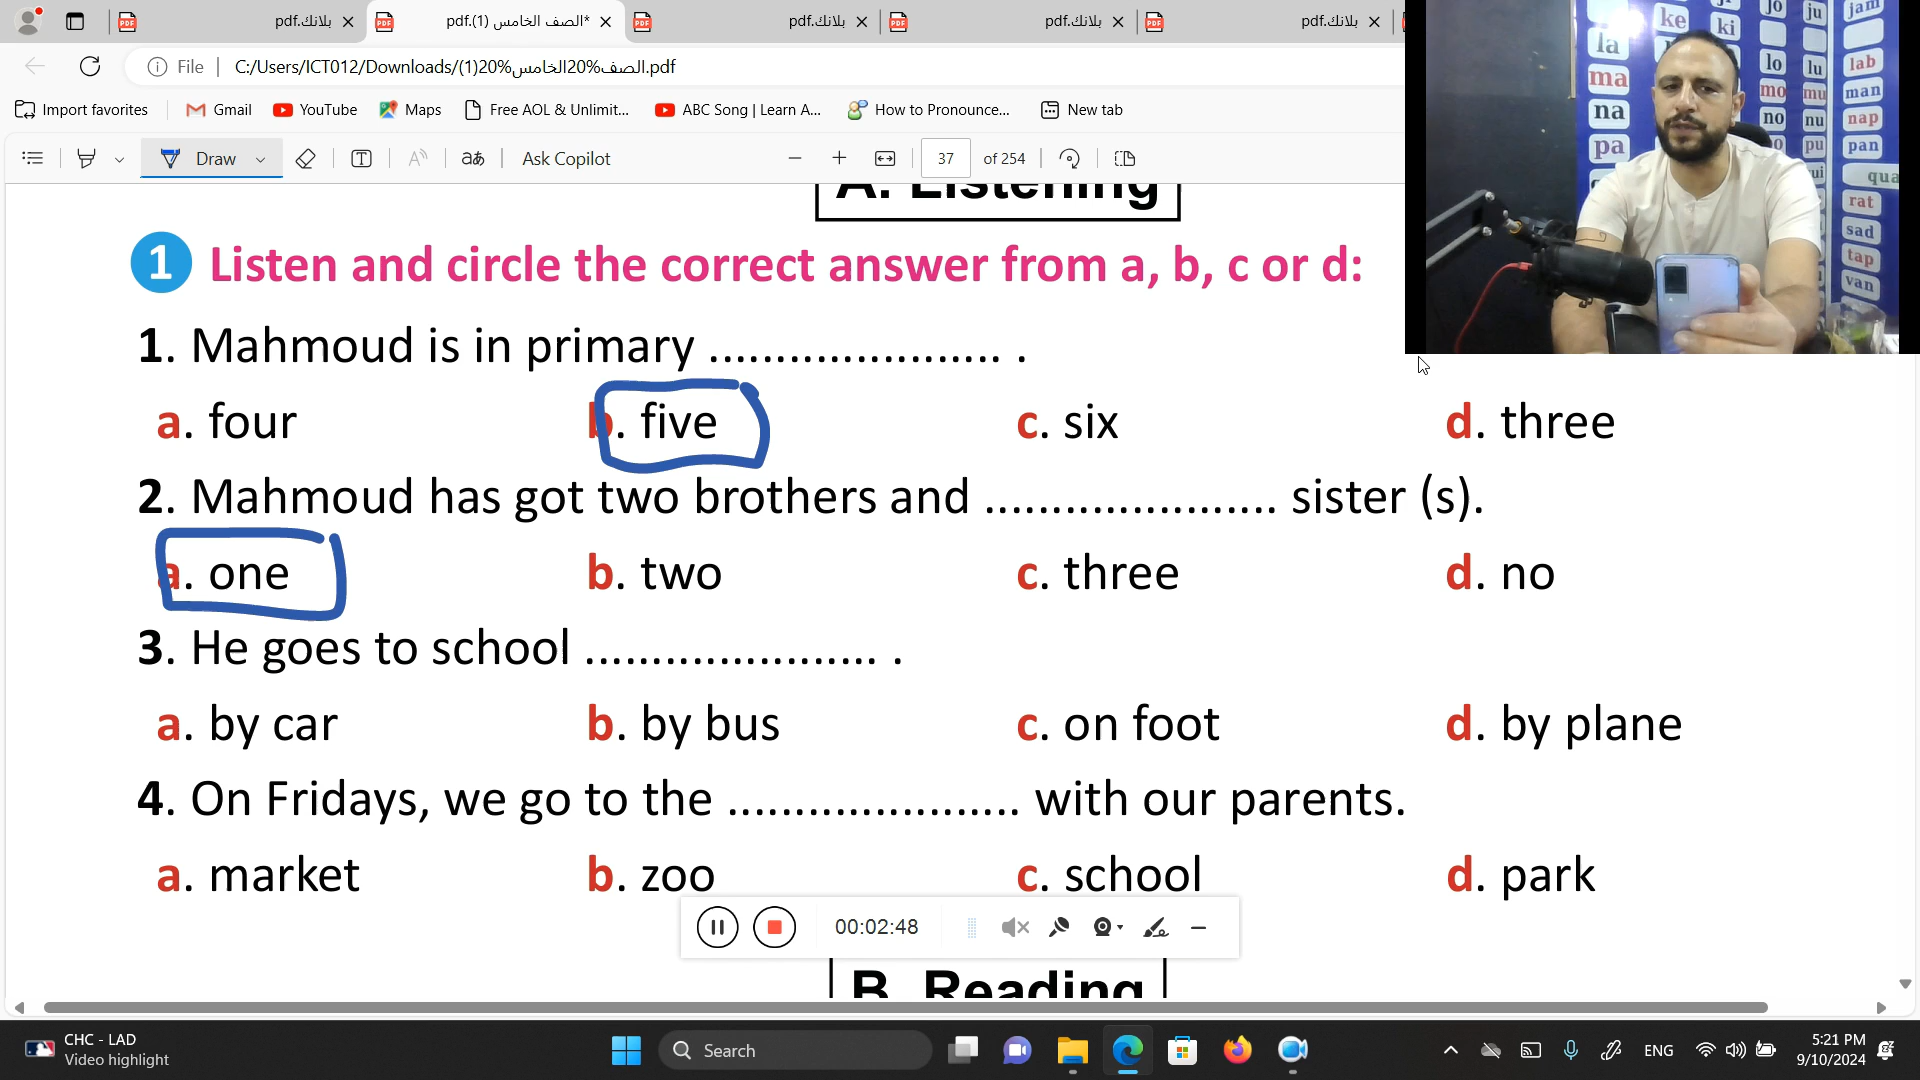 بلانك.pdf
*الصف الخامس (1).pdf
بلانك.pdf
بلانك.pdf
بلانك.pdf
File
C:/Users/ICT012/Downloads/(1)20%الصف%20الخامس.pdf
Import favorites
Gmail
YouTube
Maps
Free AOL & Unlimit...
ABC Song | Learn A...
How to Pronounce...
New tab
Draw
aあ
Ask Copilot
37
of 254
A. Listening
1 Listen and circle the correct answer from a, b, c or d:
1. Mahmoud is in primary ...................... .
a. four b. five c. six d. three
2. Mahmoud has got two brothers and ...................... sister (s).
a. one b. two c. three d. no
3. He goes to school ...................... .
a. by car b. by bus c. on foot d. by plane
4. On Fridays, we go to the ...................... with our parents.
a. market b. zoo c. school d. park
00:02:48
B. Reading
la
ma
na
pa
ke
ki
jo
ju
jam
lo
lu
lab
mo
mu
man
no
nu
nap
pu
pan
qua
rat
sad
tap
van
CHC - LAD
Video highlight
Search
ENG
5:21 PM
9/10/2024